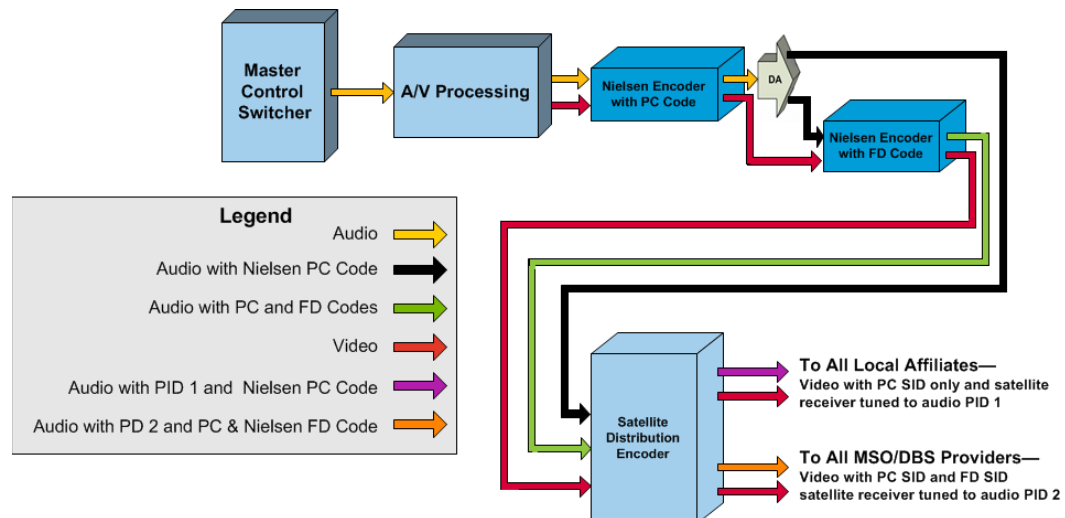 Master
Control
Switcher
A/V Processing
Nielsen Encoder
with PC Code
DA
Nielsen Encoder
with FD Code
Legend
Audio
Audio with Nielsen PC Code
Audio with PC and FD Codes
Video
Audio with PID 1 and Nielsen PC Code
Audio with PD 2 and PC & Nielsen FD Code
Satellite
Distribution
Encoder
To All Local Affiliates—
Video with PC SID only and satellite
receiver tuned to audio PID 1
To All MSO/DBS Providers—
Video with PC SID and FD SID
satellite receiver tuned to audio PID 2